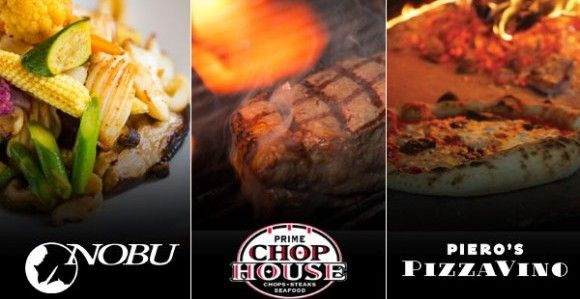 NOBU
PRIME
CHOP
HOUSE
CHOPS • STEAKS
SEAFOOD
PIERO'S
PIZZAVINO